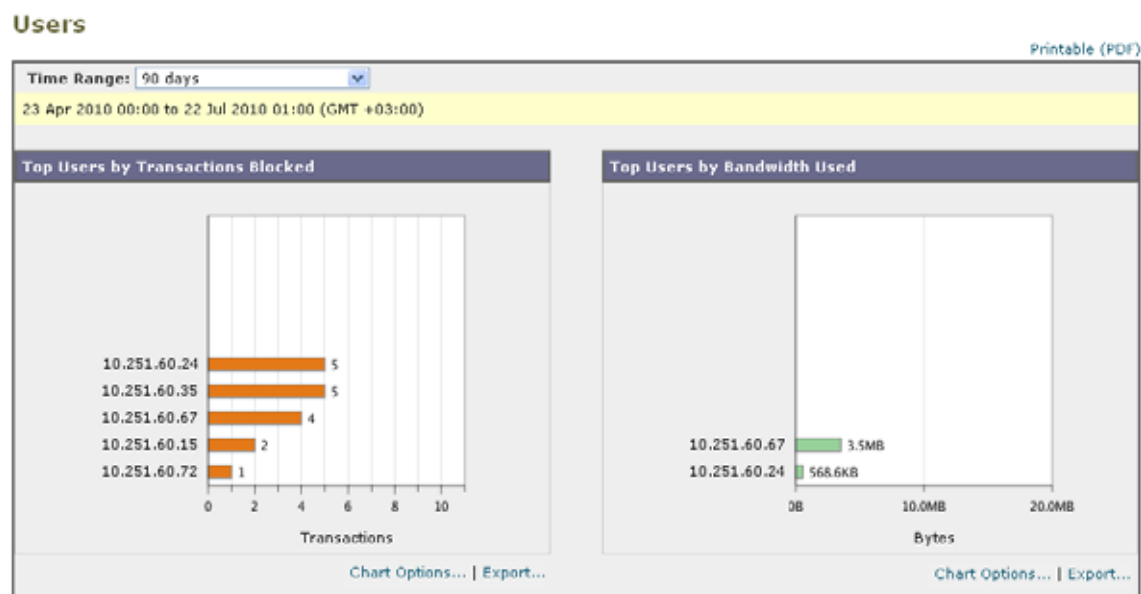 Users
Printable (PDF)
Time Range: 90 days
23 Apr 2010 00:00 to 22 Jul 2010 01:00 (GMT +03:00)
Top Users by Transactions Blocked
10.251.60.24 5
10.251.60.35 5
10.251.60.67 4
10.251.60.15 2
10.251.60.72 1
0 2 4 6 8 10
Transactions
Chart Options... | Export...
Top Users by Bandwidth Used
10.251.60.67 3.5MB
10.251.60.24 568.6KB
0B 10.0MB 20.0MB
Bytes
Chart Options... | Export...